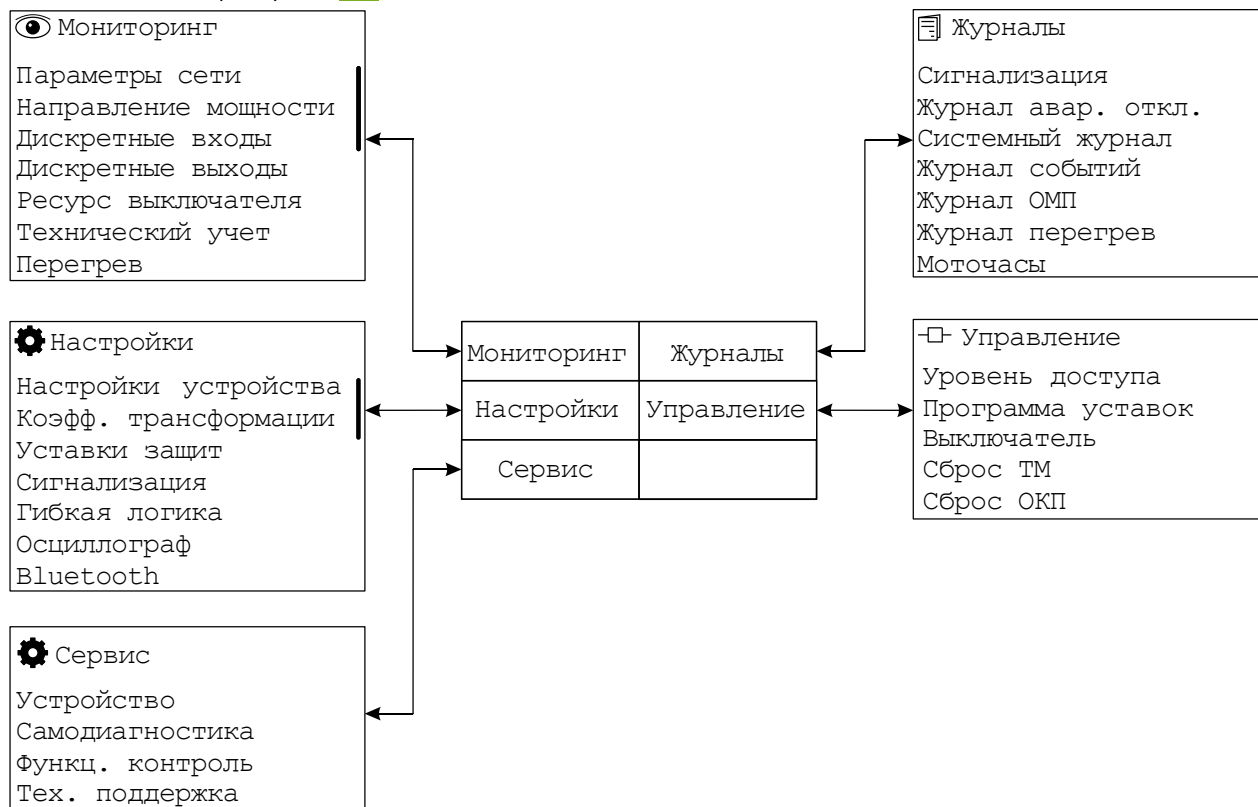 Мониторинг
Параметры сети
Направление мощности
Дискретные входы
Дискретные выходы
Ресурс выключателя
Технический учет
Перегрев
Журналы
Сигнализация
Журнал авар. откл.
Системный журнал
Журнал событий
Журнал ОМП
Журнал перегрев
Моточасы
Настройки
Настройки устройства
Коэфф. трансформации
Уставки защит
Сигнализация
Гибкая логика
Осциллограф
Bluetooth
Мониторинг Журналы
Настройки Управление
Сервис
Управление
Уровень доступа
Программа уставок
Выключатель
Сброс ТМ
Сброс ОКП
Сервис
Устройство
Самодиагностика
Функц. контроль
Тех. поддержка